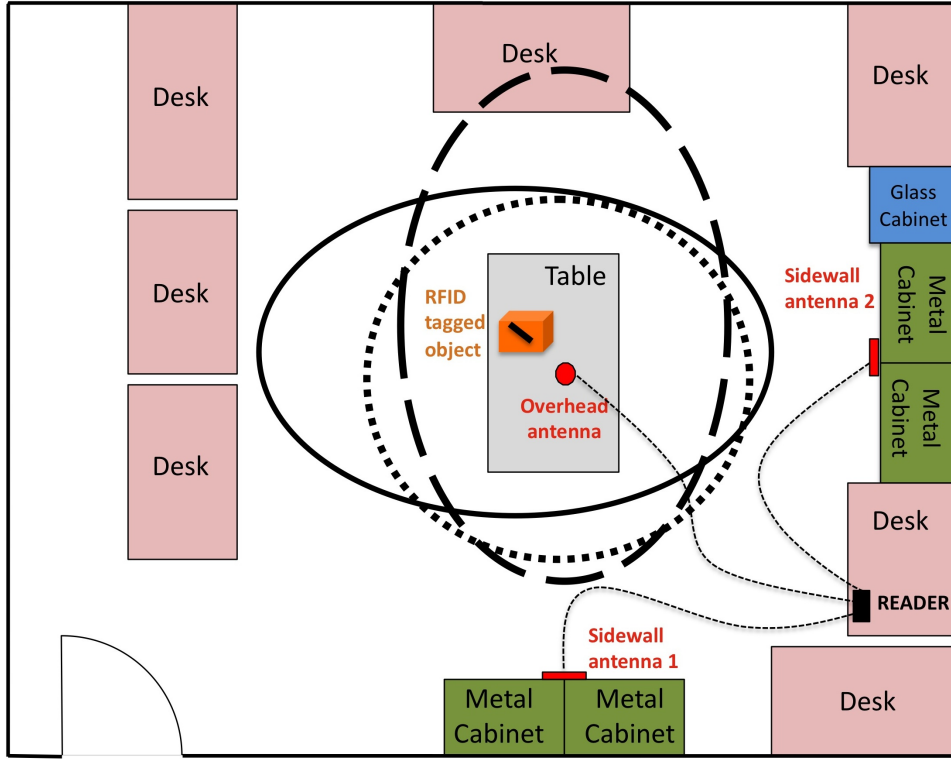 Desk
Desk
Desk
Desk
Glass
Cabinet
Table
Sidewall
antenna 2
Metal
Cabinet
RFID
tagged
object
Desk
Overhead
antenna
Metal
Cabinet
Desk
Desk
READER
Sidewall
antenna 1
Metal
Cabinet
Metal
Cabinet
Desk